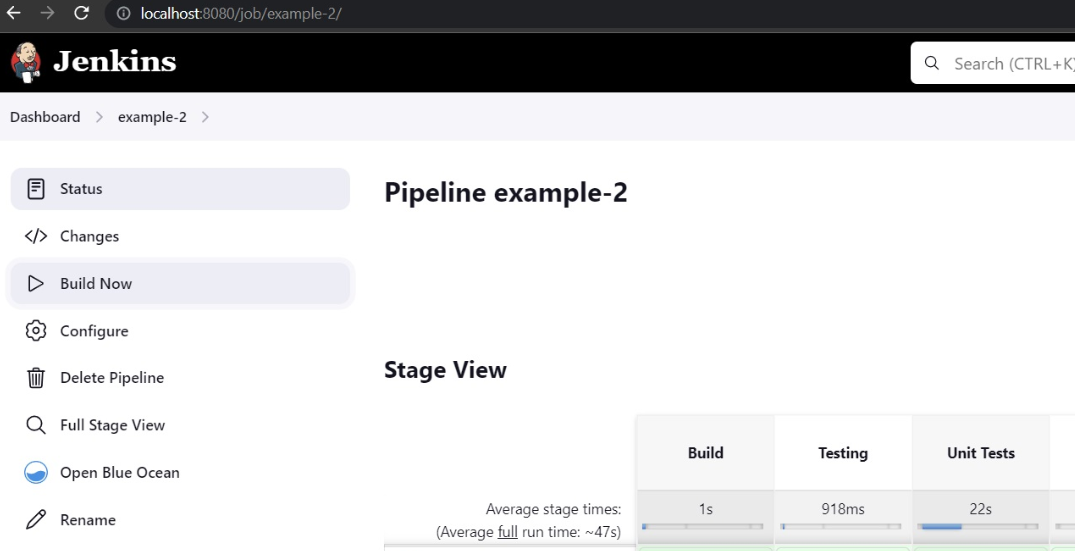 localhost:8080/job/example-2/
Jenkins
Search (CTRL+K)
Dashboard
example-2
Status
Changes
Build Now
Configure
Delete Pipeline
Full Stage View
Open Blue Ocean
Rename
Pipeline example-2
Stage View
Build Testing Unit Tests
Average stage times: 1s 918ms 22s
(Average full run time: ~47s)